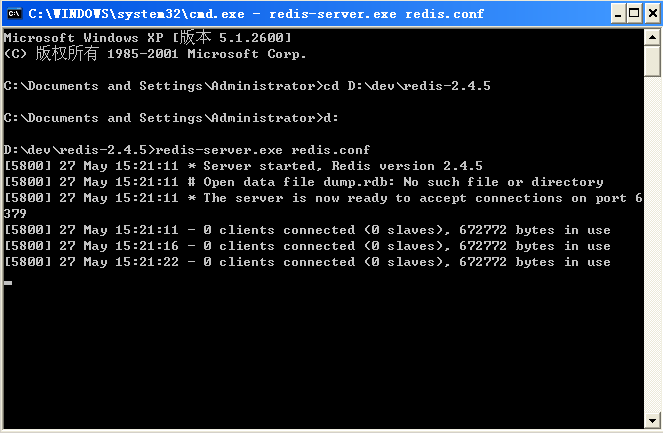 C:\WINDOWS\system32\cmd.exe - redis-server.exe redis.conf
Microsoft Windows XP [版本 5.1.2600]
(C) 版权所有 1985-2001 Microsoft Corp.
C:\Documents and Settings\Administrator>cd D:\dev\redis-2.4.5
C:\Documents and Settings\Administrator>d:
D:\dev\redis-2.4.5>redis-server.exe redis.conf
[5800] 27 May 15:21:11 * Server started, Redis version 2.4.5
[5800] 27 May 15:21:11 # Open data file dump.rdb: No such file or directory
[5800] 27 May 15:21:11 * The server is now ready to accept connections on port 6
379
[5800] 27 May 15:21:11 - 0 clients connected (0 slaves), 672772 bytes in use
[5800] 27 May 15:21:16 - 0 clients connected (0 slaves), 672772 bytes in use
[5800] 27 May 15:21:22 - 0 clients connected (0 slaves), 672772 bytes in use